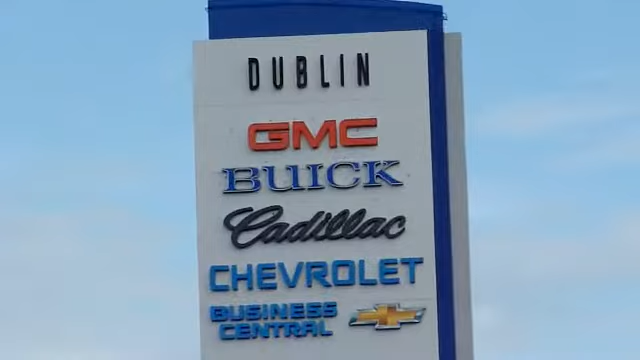 DUBLIN
GMC
BUICK
Cadillac
CHEVROLET
BUSINESS
CENTRAL